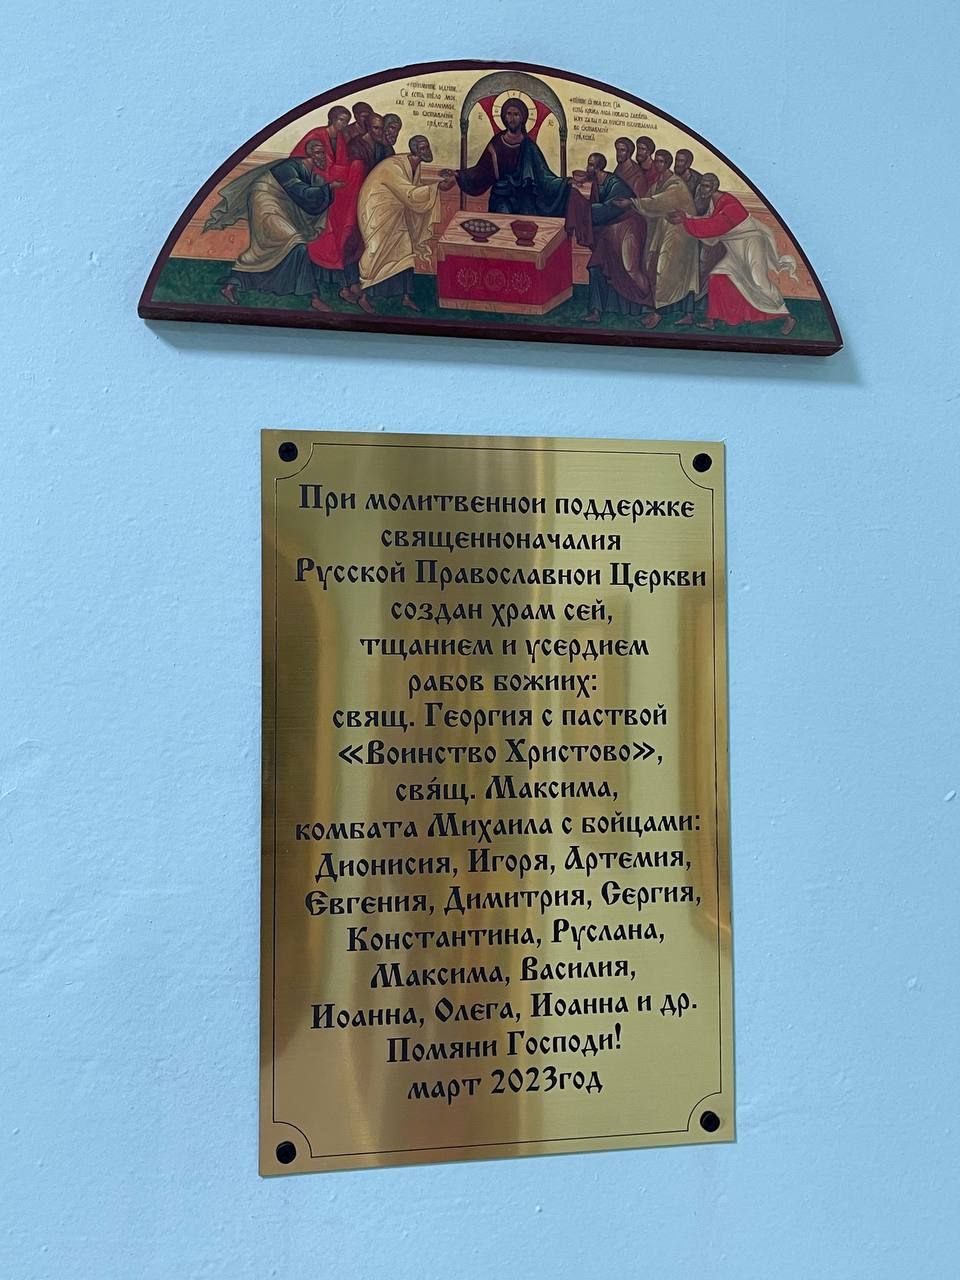 При молитвеннои поддержке
священноначалия
Русской Православнои Церкви
создан храм сей,
тщанием и усердием
рабов божиих:
свящ. Георгия с паствой
«Воинство Христово»,
свя́щ. Максима,
комбата Михаила с бойцами:
Дионисия, Игоря, Артемия,
Евгения, Димитрия, Сергия,
Константина, Руслана,
Максима, Василия,
Иоанна, Олега, Иоанна и др.
Помяни Господи!
март 2023год